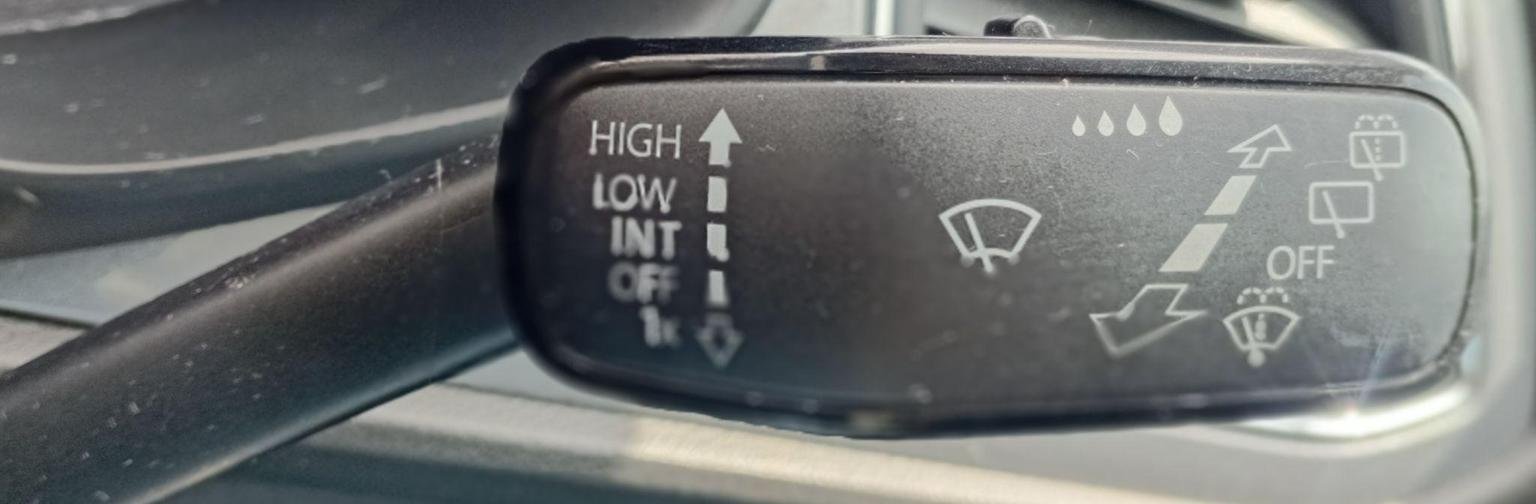 HIGH
LOW
INT
OFF
1x
OFF